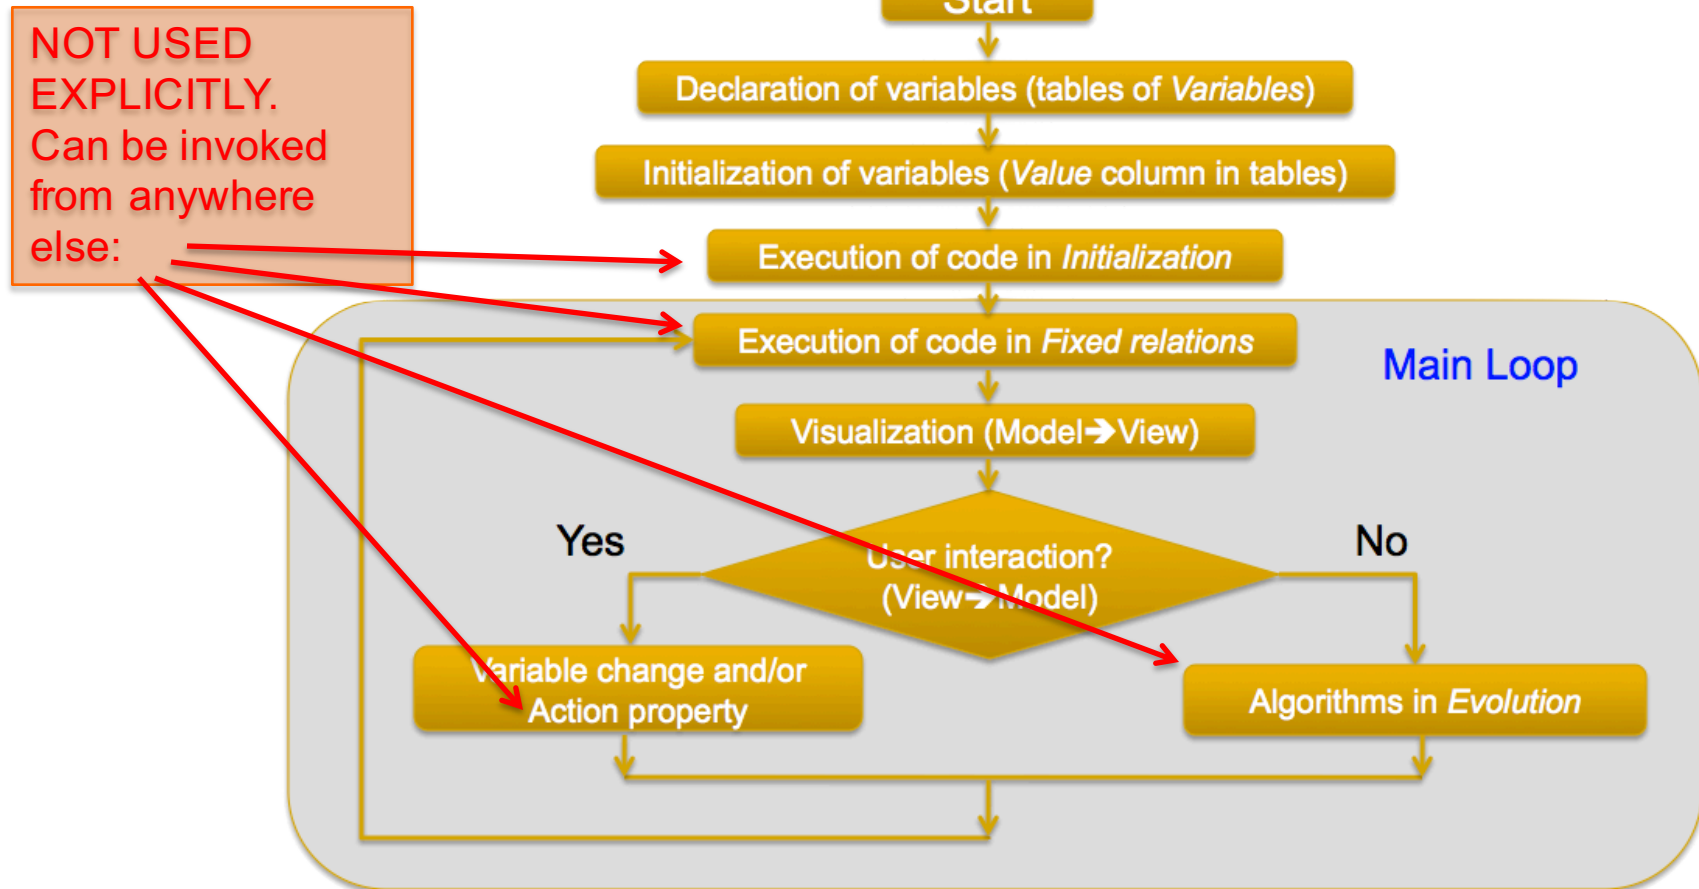 Start
NOT USED
EXPLICITLY.
Can be invoked
from anywhere
else:
Declaration of variables (tables of Variables)
Initialization of variables (Value column in tables)
Execution of code in Initialization
Execution of code in Fixed relations
Main Loop
Visualization (Model➔View)
Yes
User interaction?
(View➔Model)
No
Variable change and/or
Action property
Algorithms in Evolution